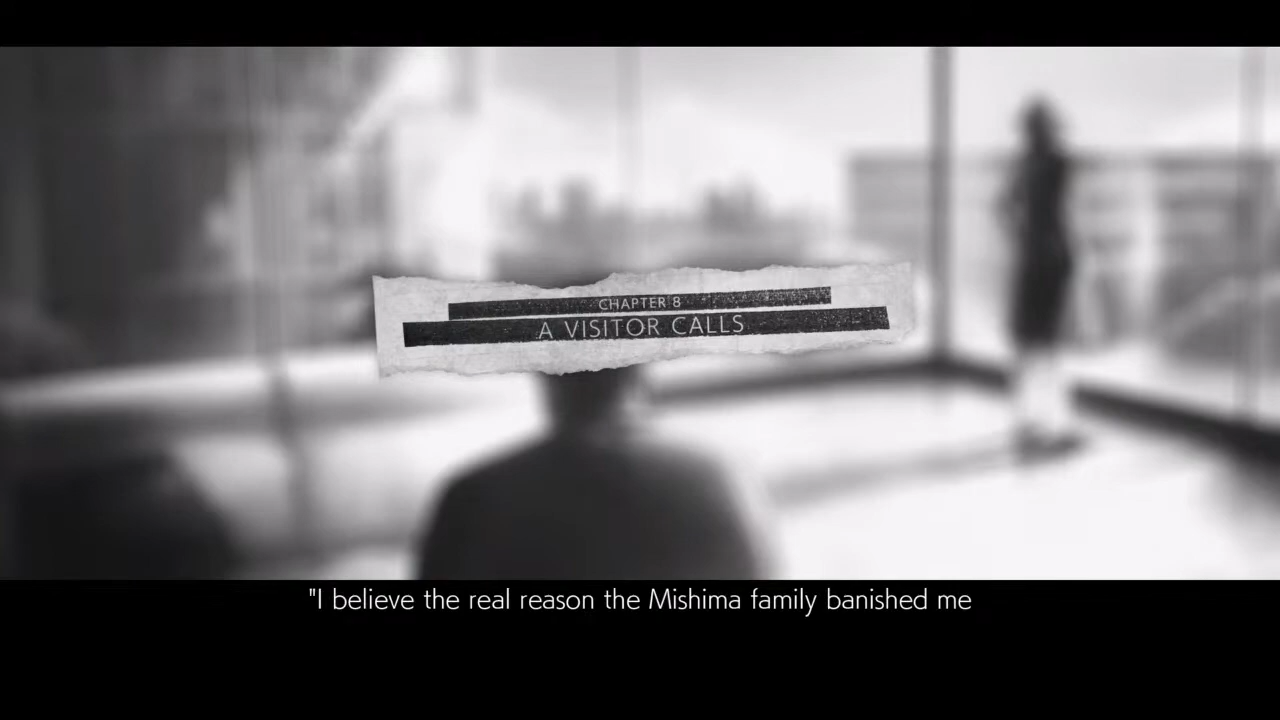 CHAPTER 8
A VISITOR CALLS
"I believe the real reason the Mishima family banished me